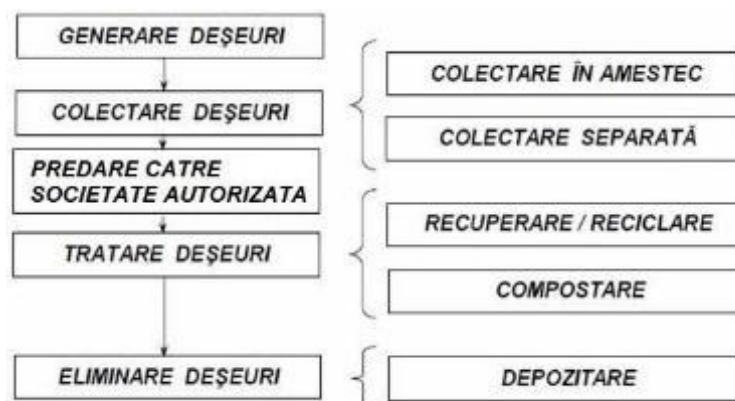 GENERARE DEŞEURI
COLECTARE DEŞEURI
PREDARE CATRE
SOCIETATE AUTORIZATA
TRATARE DEŞEURI
ELIMINARE DEŞEURI
COLECTARE ÎN AMESTEC
COLECTARE SEPARATĂ
RECUPERARE / RECICLARE
COMPOSTARE
DEPOZITARE